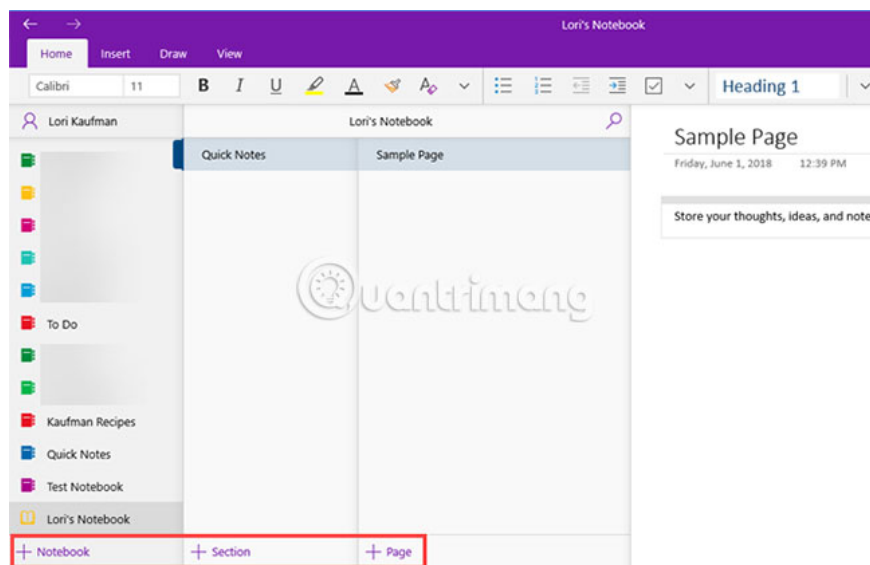 Lori's Notebook
Home Insert Draw View
Calibri 11 B I U A A Heading 1
Lori Kaufman
Lori's Notebook
Quick Notes
Sample Page
Sample Page
Friday, June 1, 2018 12:39 PM
Store your thoughts, ideas, and note
Quantrimang
To Do
Kaufman Recipes
Quick Notes
Test Notebook
Lori's Notebook
+ Notebook
+ Section
+ Page